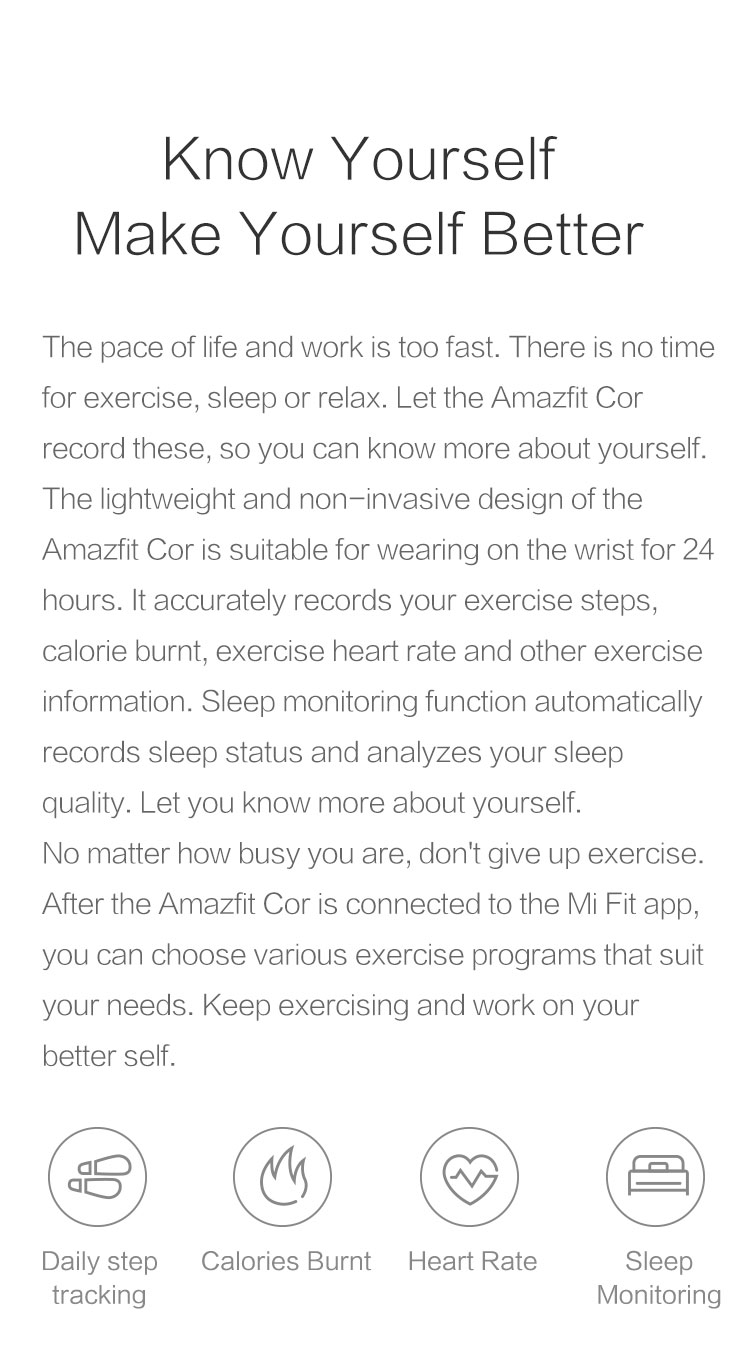 Know Yourself
Make Yourself Better
The pace of life and work is too fast. There is no time
for exercise, sleep or relax. Let the Amazfit Cor
record these, so you can know more about yourself.
The lightweight and non-invasive design of the
Amazfit Cor is suitable for wearing on the wrist for 24
hours. It accurately records your exercise steps,
calorie burnt, exercise heart rate and other exercise
information. Sleep monitoring function automatically
records sleep status and analyzes your sleep
quality. Let you know more about yourself.
No matter how busy you are, don't give up exercise.
After the Amazfit Cor is connected to the Mi Fit app,
you can choose various exercise programs that suit
your needs. Keep exercising and work on your
better self.
Daily step
tracking
Calories Burnt
Heart Rate
Sleep
Monitoring